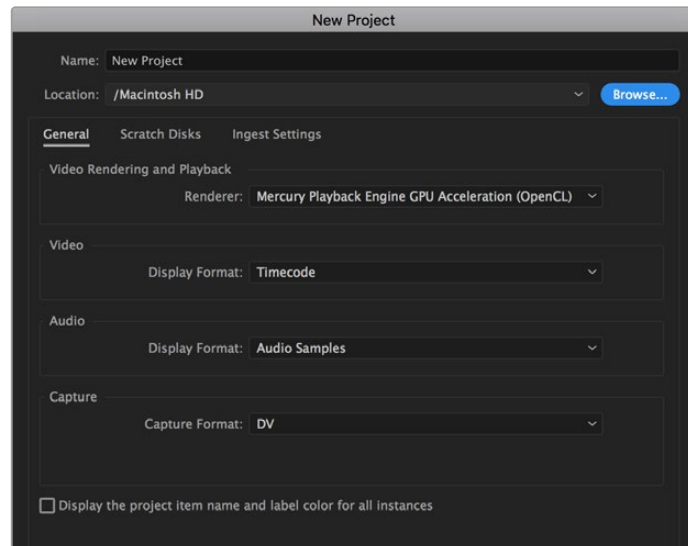 New Project
Name: New Project
Location: /Macintosh HD Browse...
General Scratch Disks Ingest Settings
Video Rendering and Playback
Renderer: Mercury Playback Engine GPU Acceleration (OpenCL)
Video
Display Format: Timecode
Audio
Display Format: Audio Samples
Capture
Capture Format: DV
Display the project item name and label color for all instances